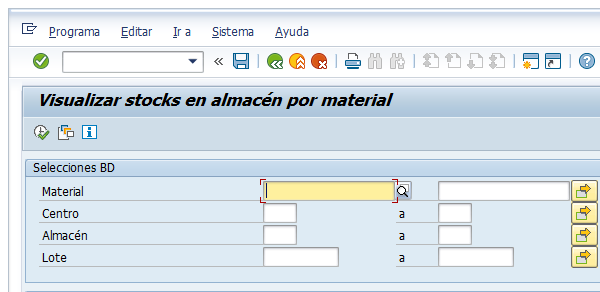 Programa Editar Ir a Sistema Ayuda
Visualizar stocks en almacén por material
Selecciones BD
Material
Centro a
Almacén a
Lote a